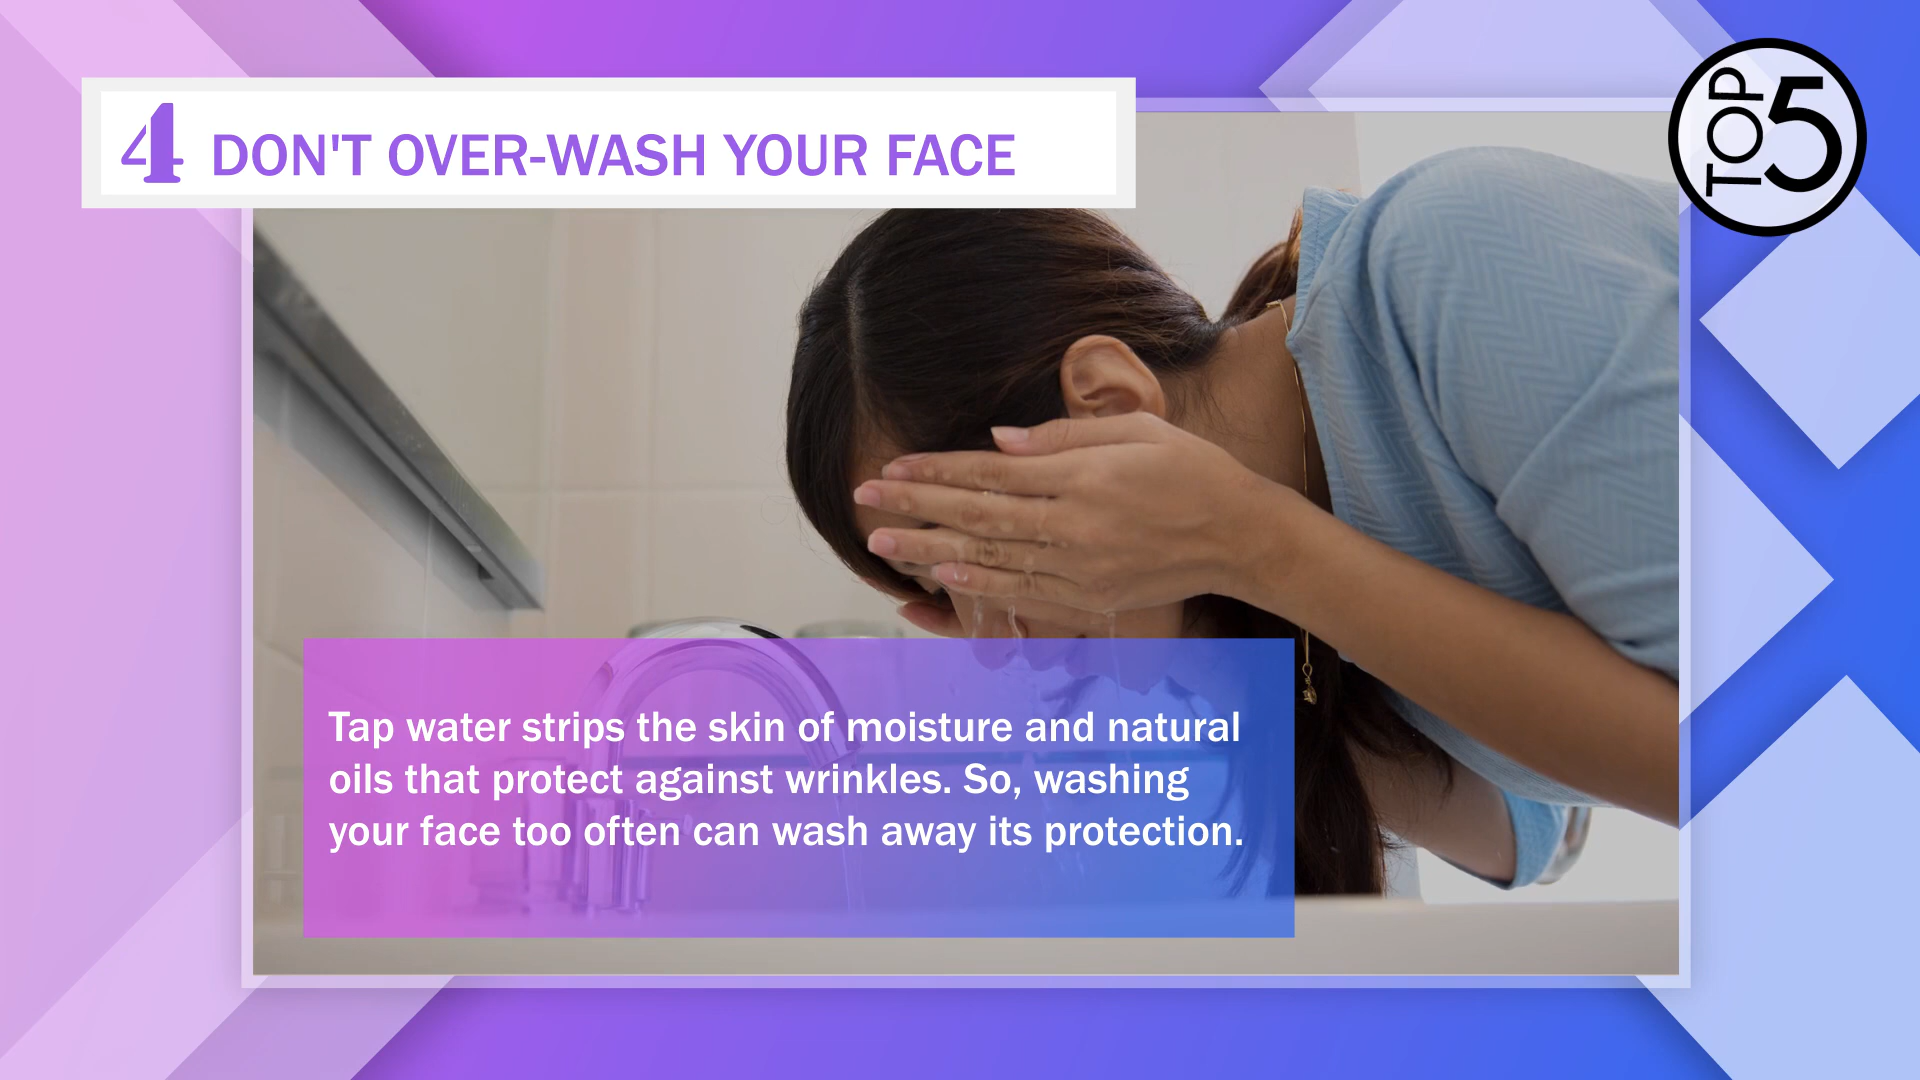 4 DON'T OVER-WASH YOUR FACE
TOP 5
Tap water strips the skin of moisture and natural
oils that protect against wrinkles. So, washing
your face too often can wash away its protection.